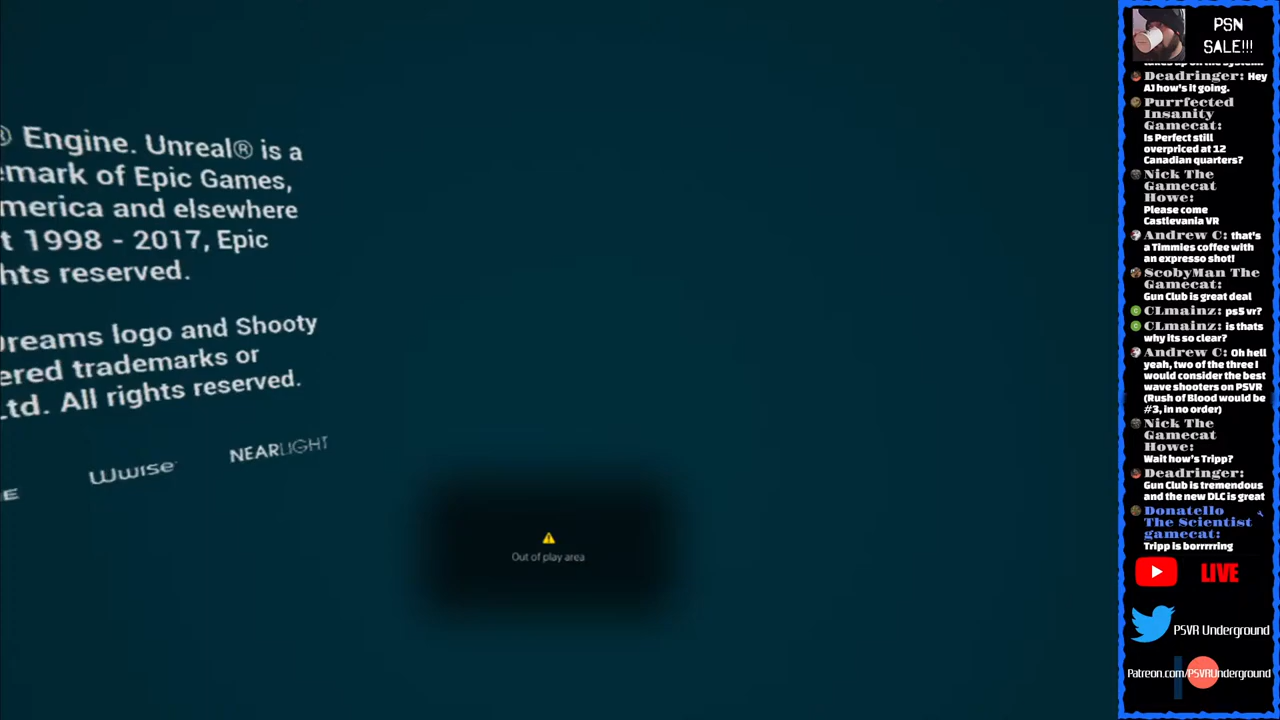 ® Engine. Unreal® is a
emark of Epic Games,
merica and elsewhere
t 1998 - 2017, Epic
hts reserved.
Dreams logo and Shooty
ered trademarks or
Ltd. All rights reserved.
E
Wwise
NEARLIGHT
Out of play area
PSN
SALE!!!
Deadringer: Hey
AJ how's it going.
Purrfected
Insanity
Gamecat:
Is Perfect still
overpriced at 12
Canadian quarters?
Nick The
Gamecat
Howe:
Please come
Castlevania VR
Andrew C: that's
a Timmies coffee with
an expresso shot!
ScobyMan The
Gamecat:
Gun Club is great deal
CLmainz: ps5 vr?
CLmainz: is thats
why its so clear?
Andrew C: Oh hell
yeah, two of the three I
would consider the best
wave shooters on PSVR
(Rush of Blood would be
#3, in no order)
Nick The
Gamecat
Howe:
Wait how's Tripp?
Deadringer:
Gun Club is tremendous
and the new DLC is great
Donatello
The Scientist
gamecat:
Tripp is borrrrring
LIVE
PSVR Underground
Patreon.com/PSVRUnderground